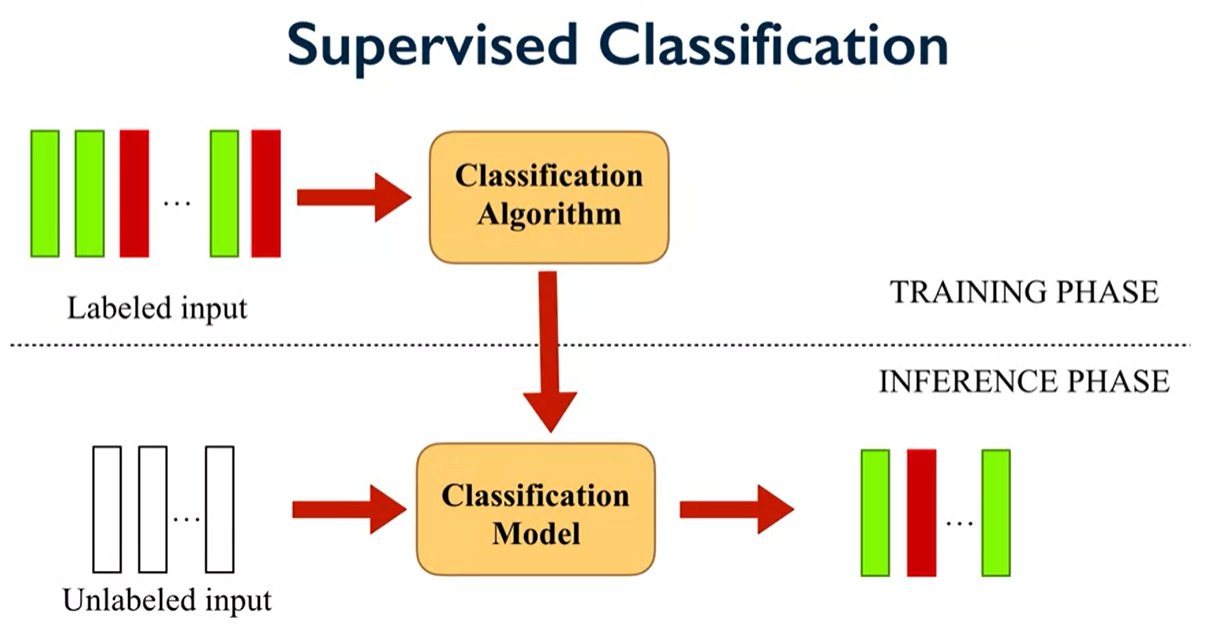 Supervised Classification
...
Classification
Algorithm
Labeled input
TRAINING PHASE
INFERENCE PHASE
...
Classification
Model
...
Unlabeled input